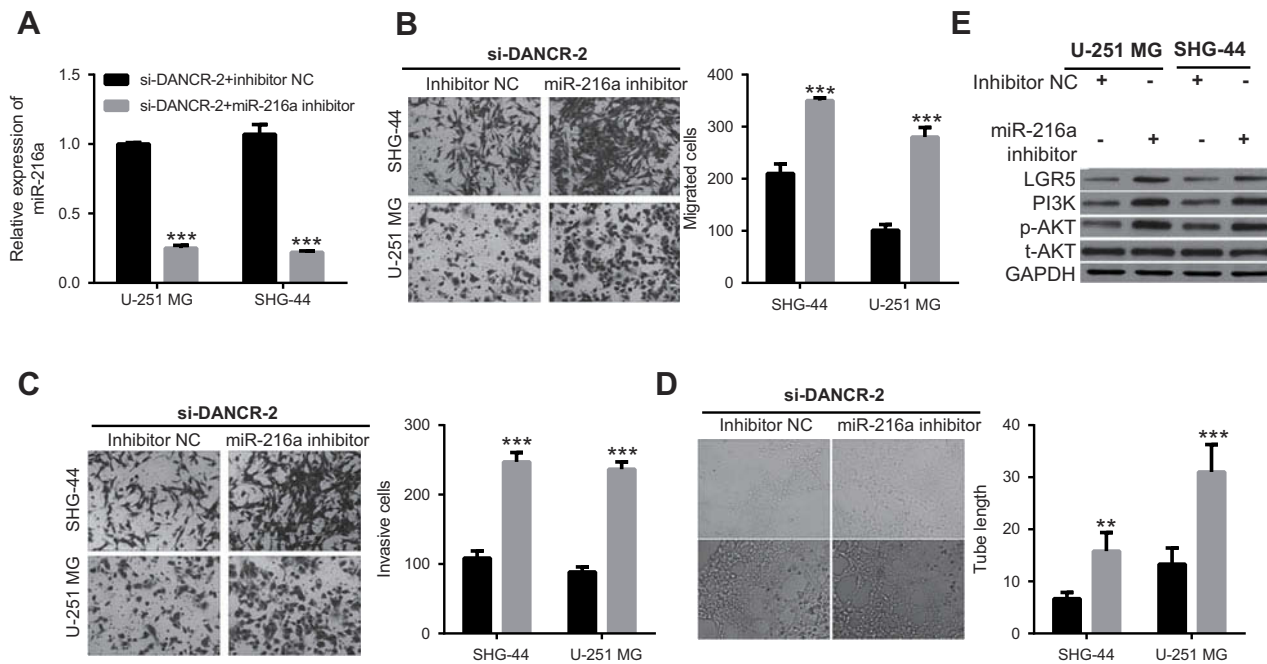 A
Relative expression of
miR-216a
1.5
1.0
0.5
0.0
si-DANCR-2+inhibitor NC
si-DANCR-2+miR-216a inhibitor
***
***
U-251 MG
SHG-44
B
si-DANCR-2
Inhibitor NC
miR-216a inhibitor
SHG-44
U-251 MG
Migrated cells
400
300
200
100
0
***
***
SHG-44
U-251 MG
E
U-251 MG SHG-44
Inhibitor NC + - + -
miR-216a
inhibitor
- + - +
LGR5
PI3K
p-AKT
t-AKT
GAPDH
C
si-DANCR-2
Inhibitor NC
miR-216a inhibitor
SHG-44
U-251 MG
Invasive cells
300
200
100
0
***
***
SHG-44
U-251 MG
D
si-DANCR-2
Inhibitor NC
miR-216a inhibitor
Tube length
40
30
20
10
0
**
***
SHG-44
U-251 MG